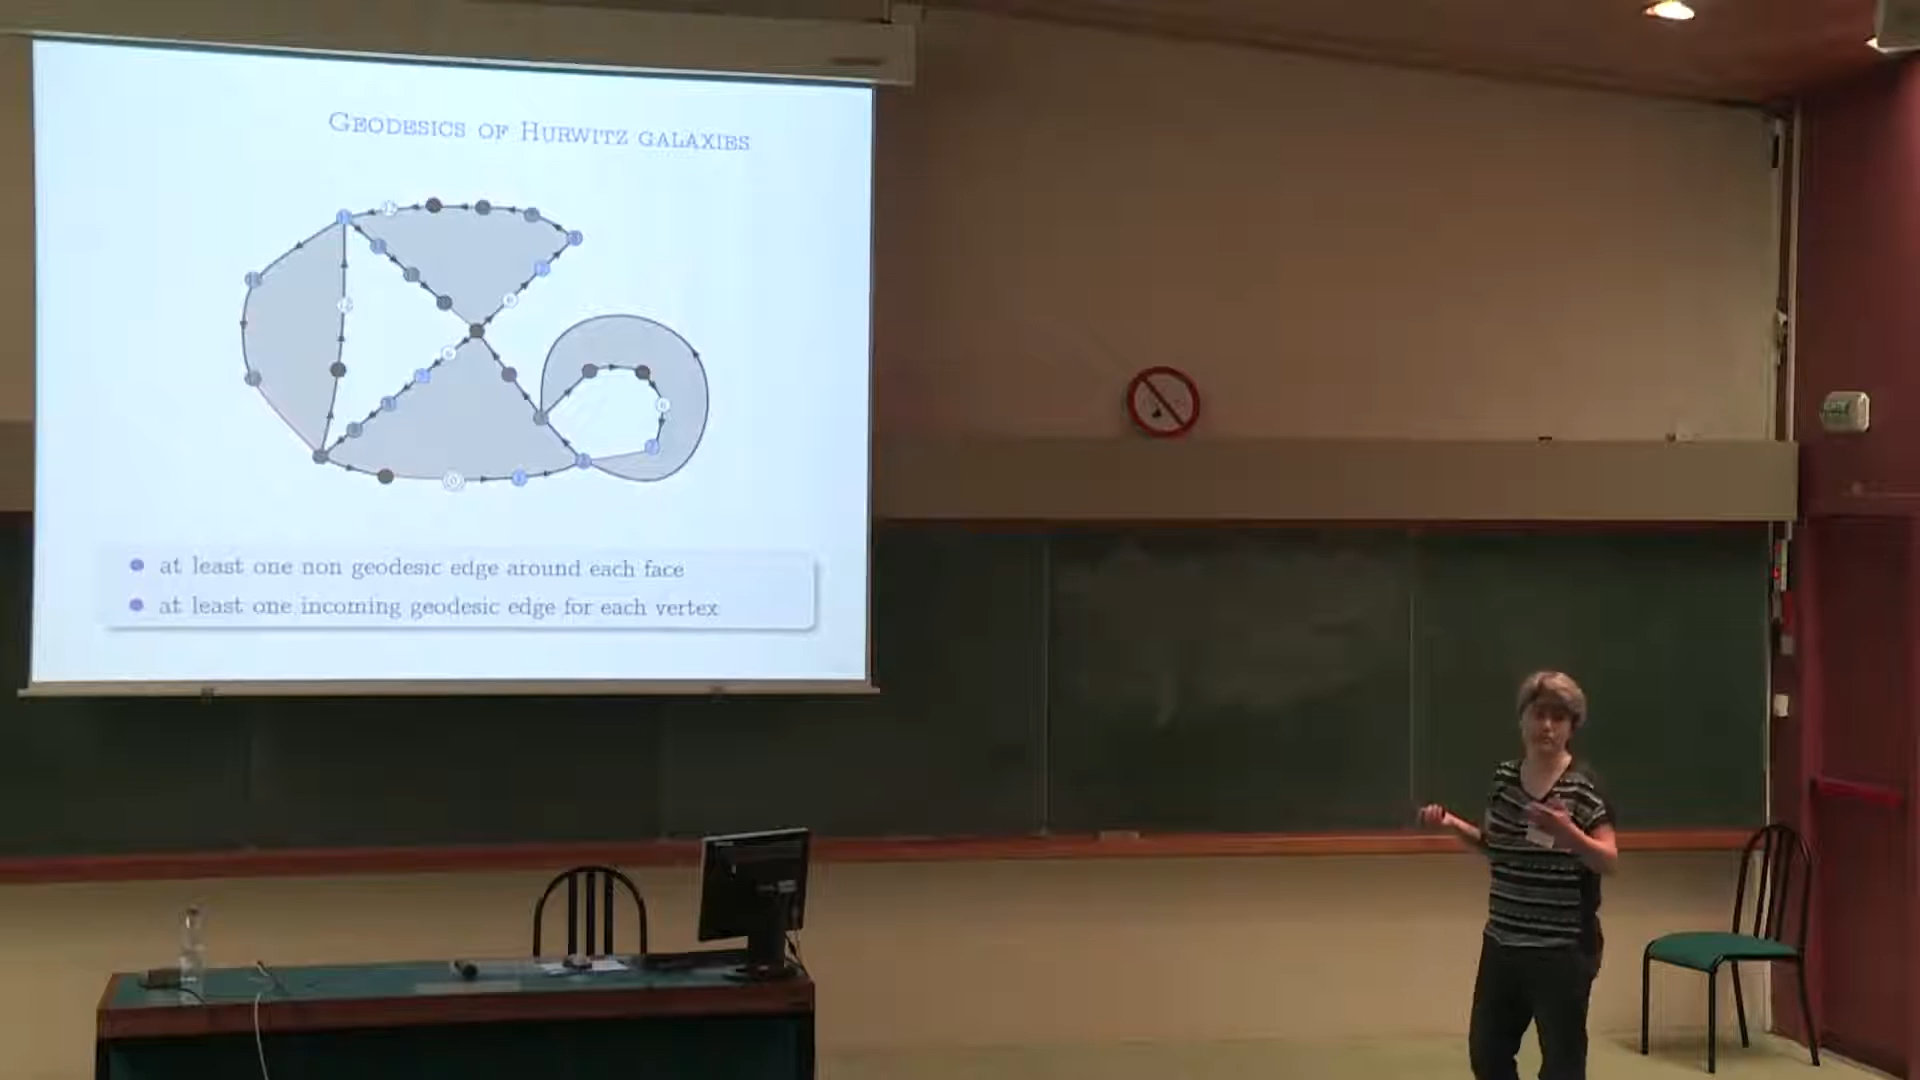 Geodesics of Hurwitz galaxies
at least one non geodesic edge around each face
at least one incoming geodesic edge for each vertex